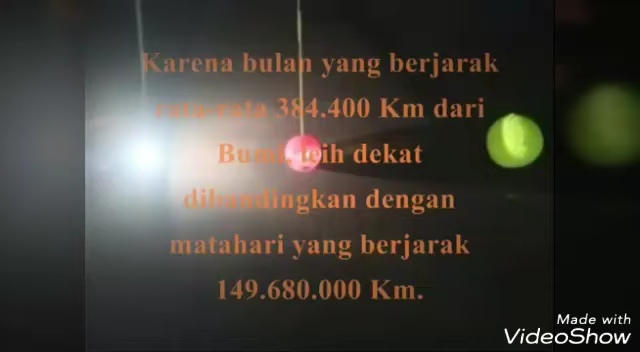 Karena bulan yang berjarak
rata-rata 384.400 Km dari
Bumi, leih dekat
dibandingkan dengan
matahari yang berjarak
149.680.000 Km.
Made with
VideoShow